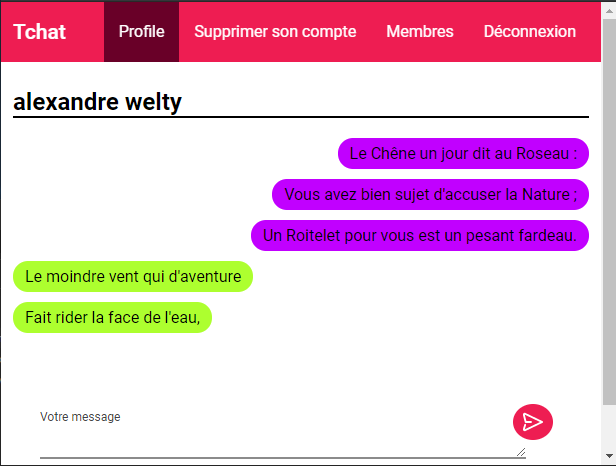 Tchat Profile Supprimer son compte Membres Déconnexion
alexandre welty
Le Chêne un jour dit au Roseau :
Vous avez bien sujet d'accuser la Nature ;
Un Roitelet pour vous est un pesant fardeau.
Le moindre vent qui d'aventure
Fait rider la face de l'eau,
Votre message